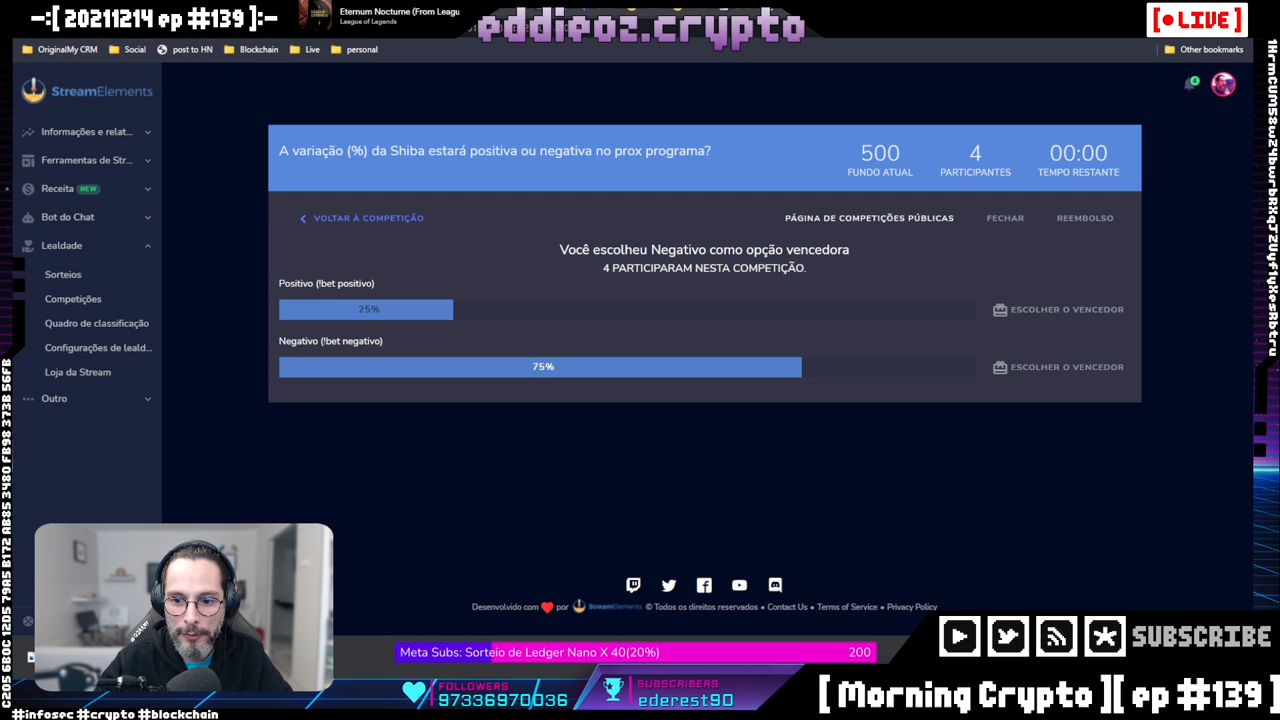 -:[ 20211214 ep #139 ]:-
Eternum Nocturne (From Leagu
League of Legends
eddieoz.crypto
[ • LIVE ]
OriginalMy CRM
Social
post to HN
Blockchain
Live
personal
Other bookmarks
StreamElements
4
Informações e relat...
Ferramentas de Str...
Receita NEW
Bot do Chat
Lealdade
Sorteios
Competições
Quadro de classificação
Configurações de leald...
Loja da Stream
Outro
A variação (%) da Shiba estará positiva ou negativa no prox programa?
500
FUNDO ATUAL
4
PARTICIPANTES
00:00
TEMPO RESTANTE
VOLTAR À COMPETIÇÃO
PÁGINA DE COMPETIÇÕES PÚBLICAS
FECHAR
REEMBOLSO
Você escolheu Negativo como opção vencedora
4 PARTICIPARAM NESTA COMPETIÇÃO.
Positivo (!bet positivo)
25%
ESCOLHER O VENCEDOR
Negativo (!bet negativo)
75%
ESCOLHER O VENCEDOR
Desenvolvido com ❤ por StreamElements © Todos os direitos reservados • Contact Us • Terms of Service • Privacy Policy
Meta Subs: Sorteio de Ledger Nano X 40(20%)
200
FOLLOWERS
97336970036
SUBSCRIBERS
ederest90
SUBSCRIBE
[ Morning Crypto ][ ep #139 ]
#infosec #crypto #blockchain